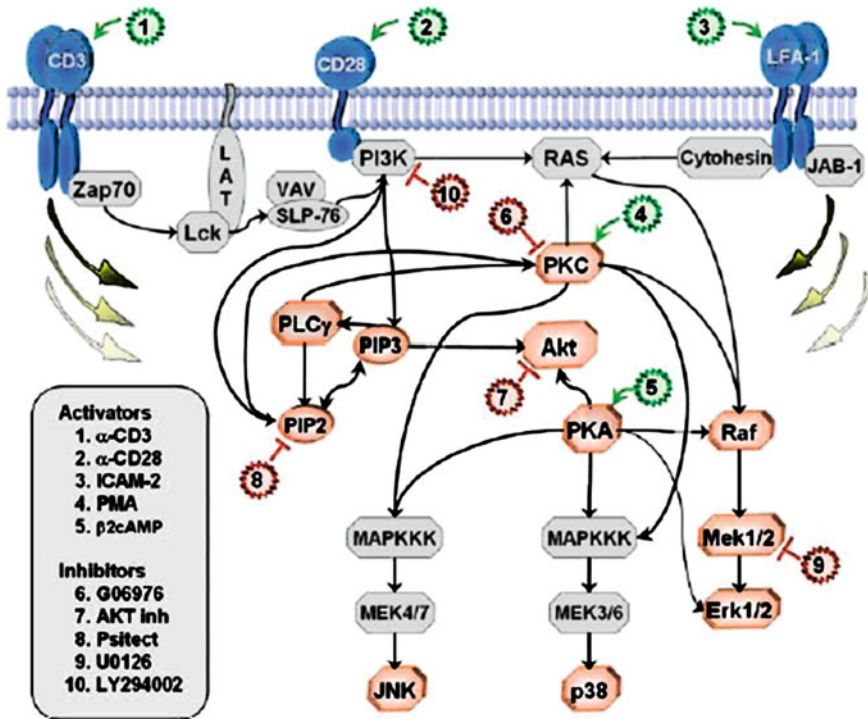 1
2
3
CD3
CD28
LFA-1
L
A
T
PI3K
RAS
Cytohesin
JAB-1
Zap70
VAV
SLP-76
Lck
10
6
4
PKC
PLCγ
PIP3
Akt
7
5
PIP2
PKA
Raf
8
MAPKKK
MAPKKK
Mek1/2
9
MEK4/7
MEK3/6
Erk1/2
JNK
p38
Activators
1. α-CD3
2. α-CD28
3. ICAM-2
4. PMA
5. β2cAMP
Inhibitors
6. G06976
7. AKT inh
8. Psitect
9. U0126
10. LY294002